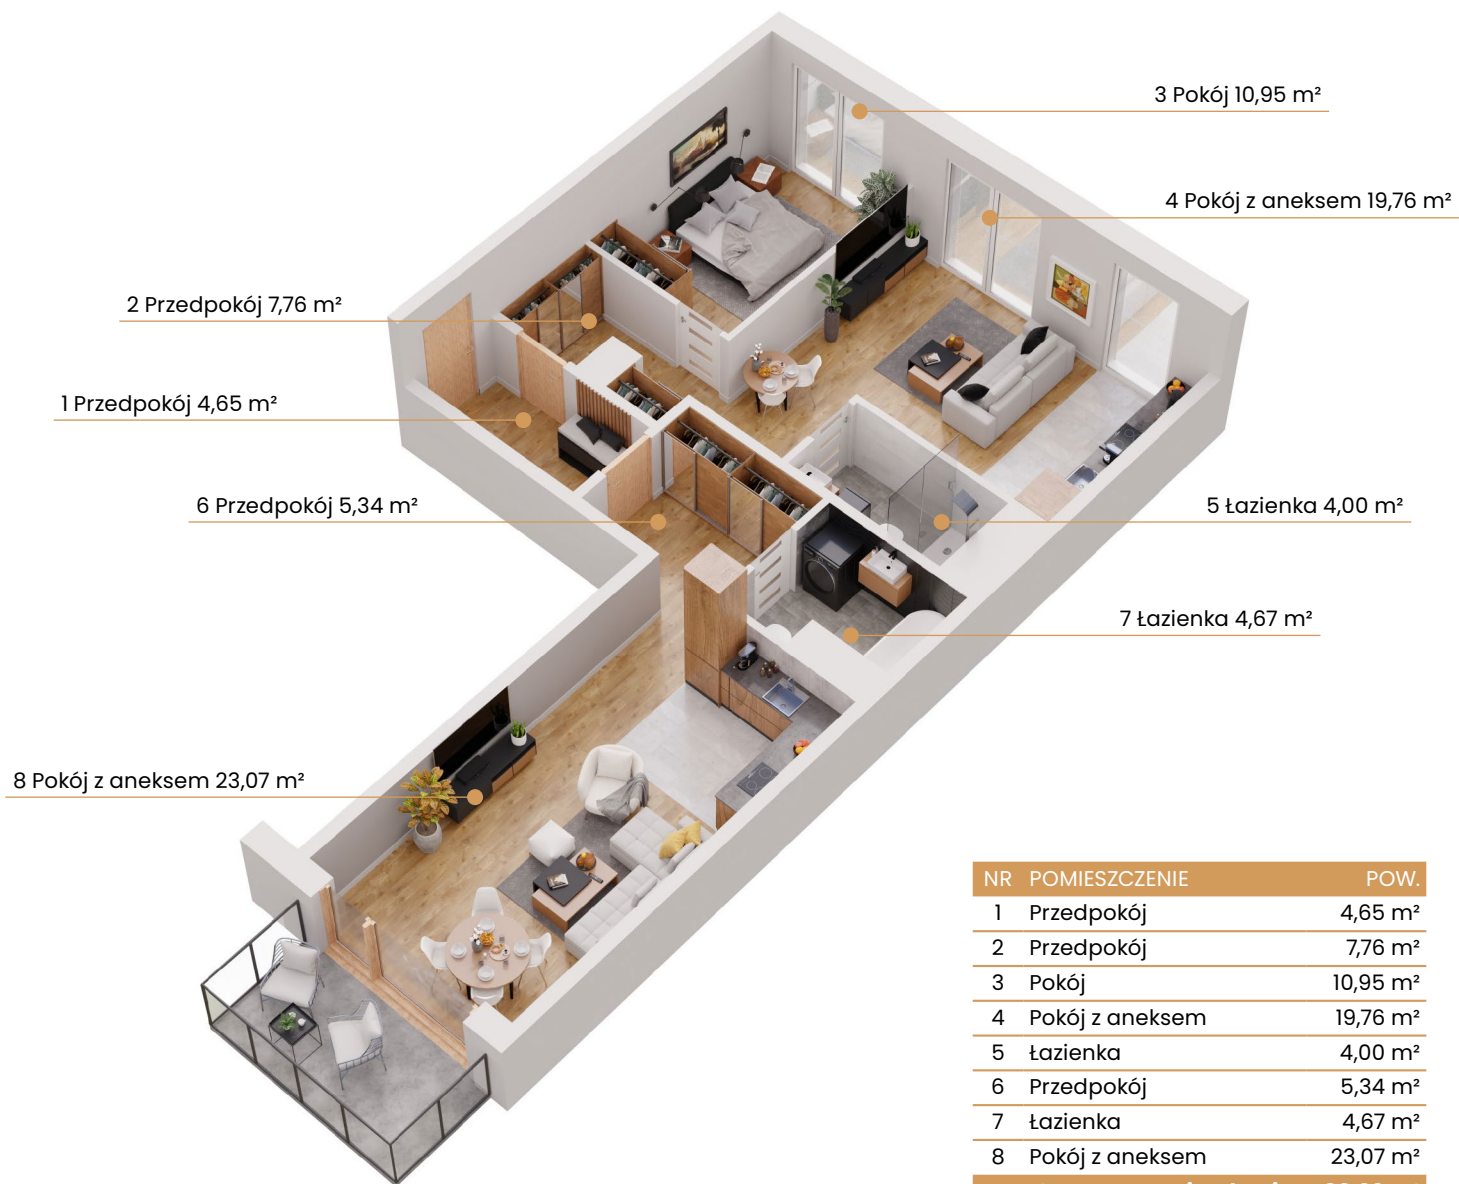 3 Pokój 10,95 m²
4 Pokój z aneksem 19,76 m²
2 Przedpokój 7,76 m²
1 Przedpokój 4,65 m²
6 Przedpokój 5,34 m²
5 Łazienka 4,00 m²
7 Łazienka 4,67 m²
8 Pokój z aneksem 23,07 m²
NR POMIESZCZENIE POW.
1 Przedpokój 4,65 m²
2 Przedpokój 7,76 m²
3 Pokój 10,95 m²
4 Pokój z aneksem 19,76 m²
5 Łazienka 4,00 m²
6 Przedpokój 5,34 m²
7 Łazienka 4,67 m²
8 Pokój z aneksem 23,07 m²